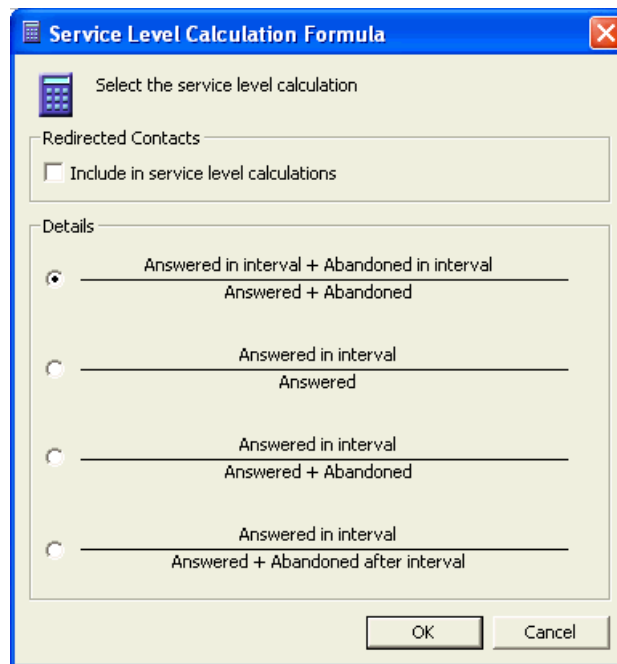 Service Level Calculation Formula
Select the service level calculation
Redirected Contacts
Include in service level calculations
Details
Answered in interval + Abandoned in interval
Answered + Abandoned
Answered in interval
Answered
Answered in interval
Answered + Abandoned
Answered in interval
Answered + Abandoned after interval
OK
Cancel